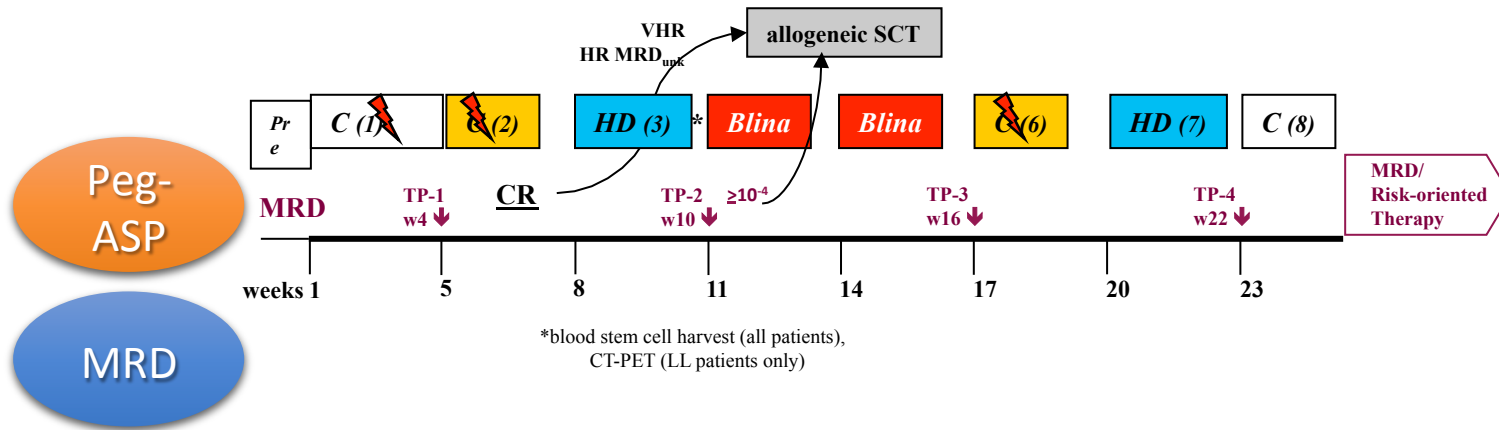 VHR
HR MRDunk
allogeneic SCT
Pr
e
C (1)
C (2)
HD (3)
*
Blina
Blina
C (6)
HD (7)
C (8)
Peg-
ASP
MRD
TP-1
w4
CR
TP-2
w10
≥10-4
TP-3
w16
TP-4
w22
MRD/
Risk-oriented
Therapy
weeks 1
5
8
11
14
17
20
23
*blood stem cell harvest (all patients),
CT-PET (LL patients only)
MRD